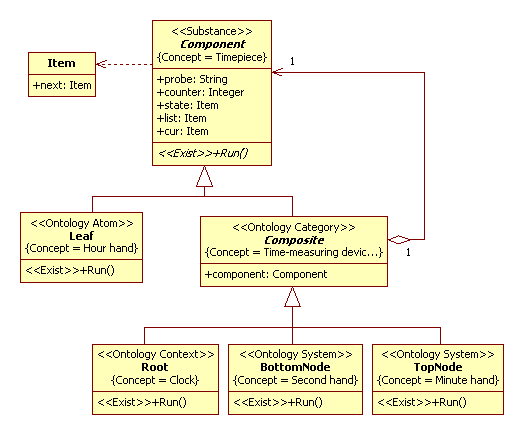 <<Substance>>
Component
{Concept = Timepiece}
+probe: String
+counter: Integer
+state: Item
+list: Item
+cur: Item
<<Exist>>+Run()
Item
+next: Item
1
<<Ontology Atom>>
Leaf
{Concept = Hour hand}
<<Exist>>+Run()
<<Ontology Category>>
Composite
{Concept = Time-measuring devic...}
+component: Component
1
<<Ontology Context>>
Root
{Concept = Clock}
<<Exist>>+Run()
<<Ontology System>>
BottomNode
{Concept = Second hand}
<<Exist>>+Run()
<<Ontology System>>
TopNode
{Concept = Minute hand}
<<Exist>>+Run()